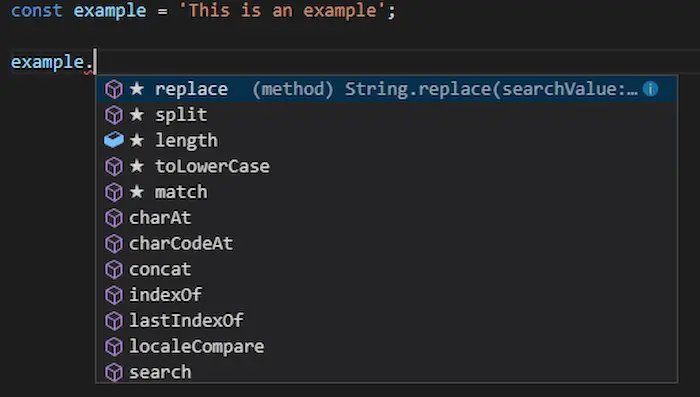 const example = 'This is an example';
example.
★ replace (method) String.replace(searchValue:…
★ split
★ length
★ toLowerCase
★ match
charAt
charCodeAt
concat
indexOf
lastIndexOf
localeCompare
search